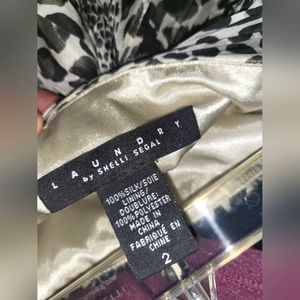 LAUNDRY
by SHELLI SEGAL
100%SILK/SOIE
LINING/
DOUBLURE:
100%POLYESTER
MADE IN
CHINA
FABRIQUÉ EN
CHINE
2